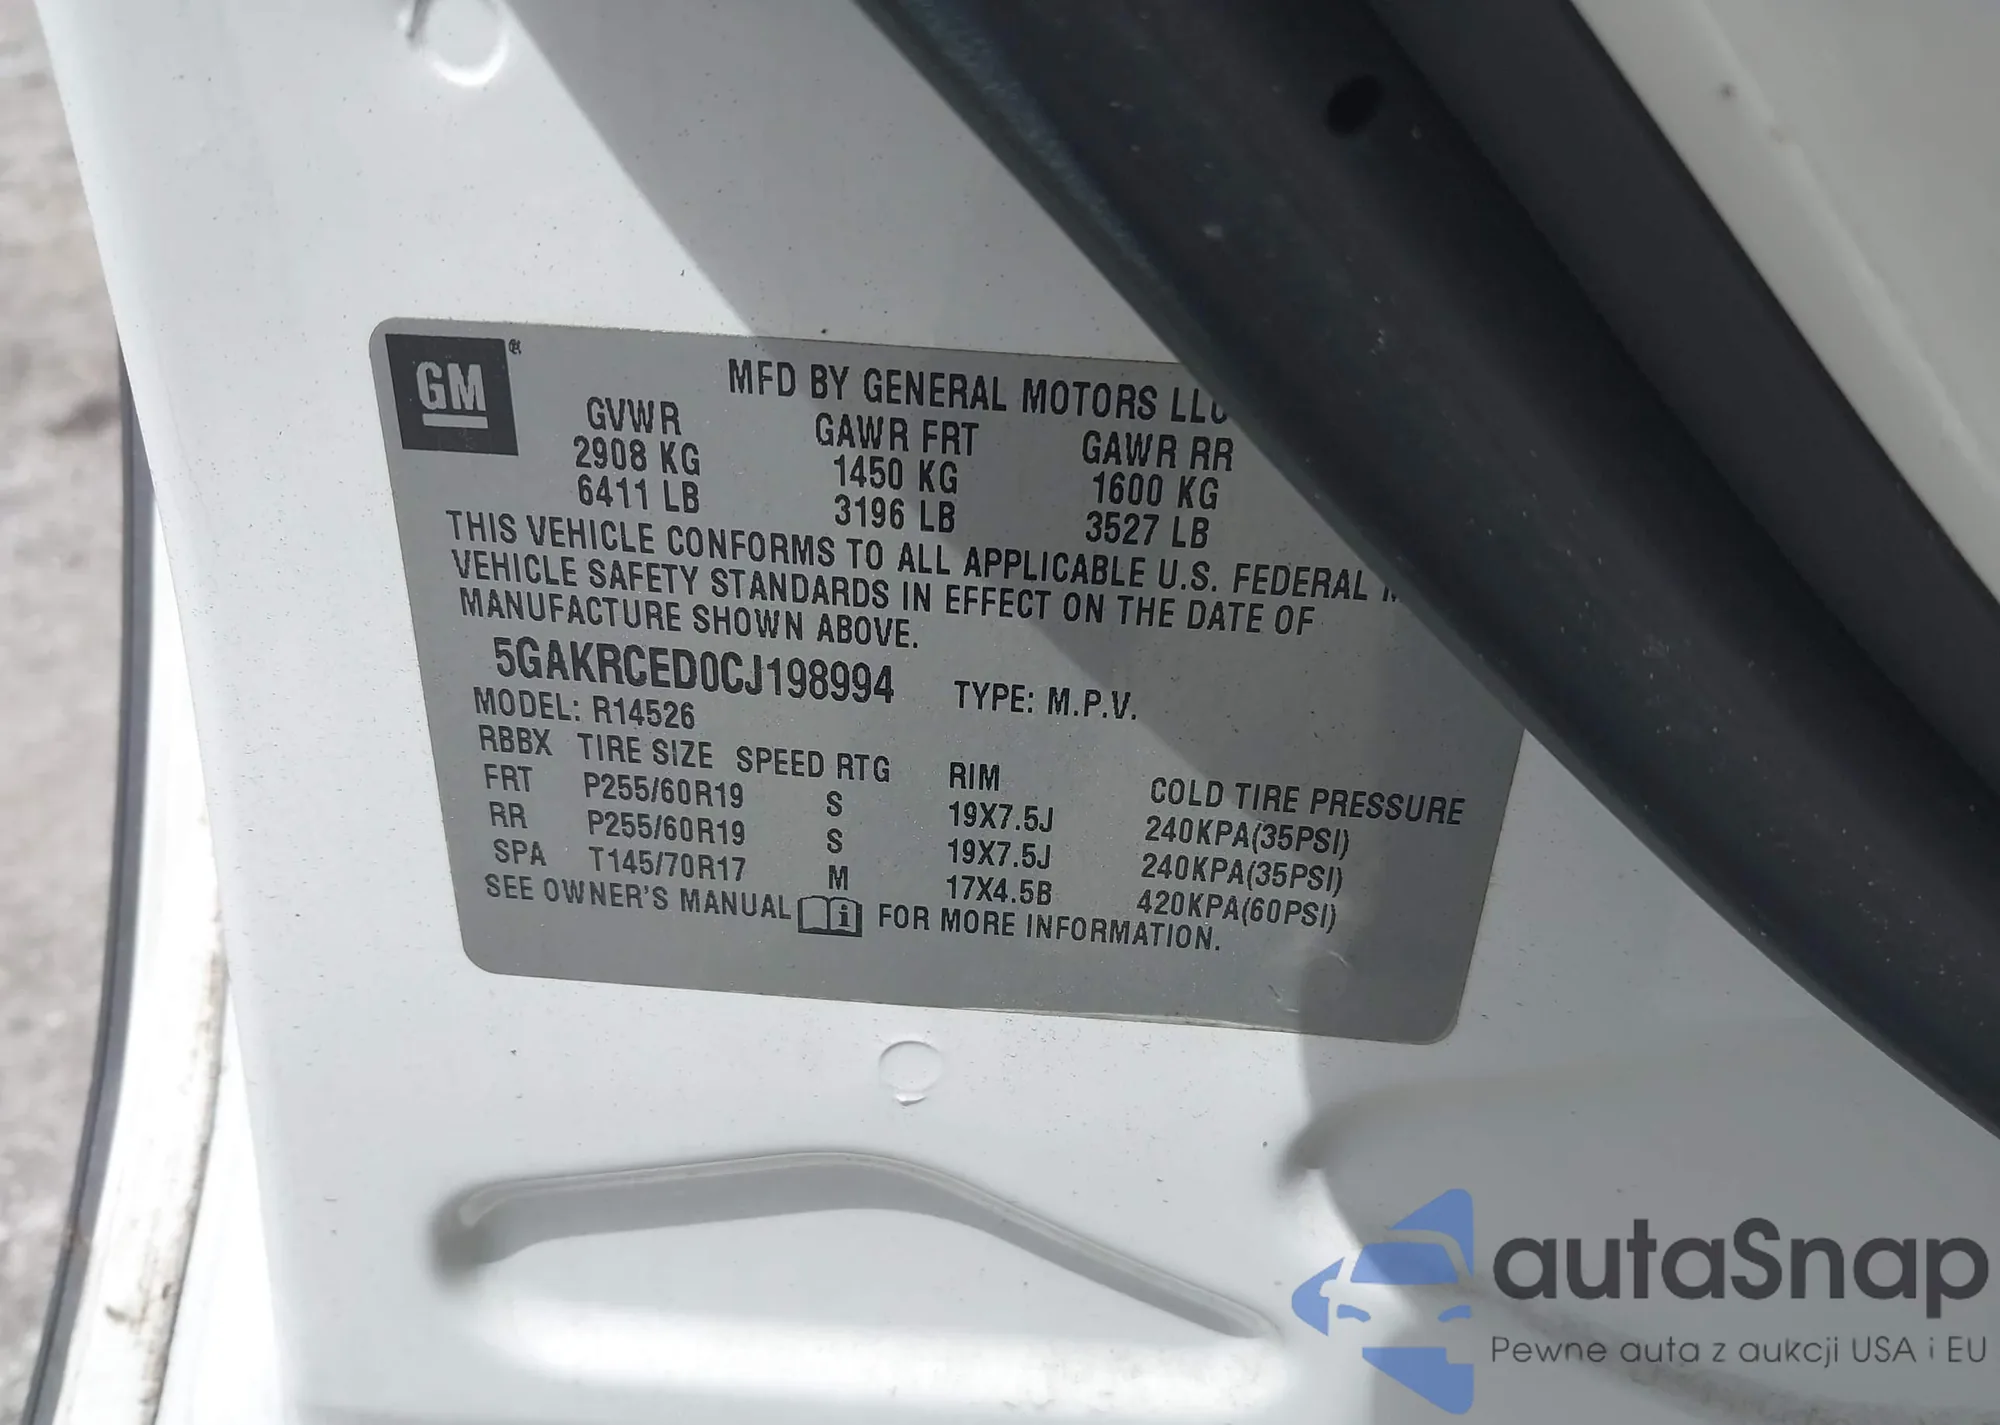 GM®
MFD BY GENERAL MOTORS LLC
GVWR GAWR FRT GAWR RR
2908 KG 1450 KG 1600 KG
6411 LB 3196 LB 3527 LB
THIS VEHICLE CONFORMS TO ALL APPLICABLE U.S. FEDERAL
VEHICLE SAFETY STANDARDS IN EFFECT ON THE DATE OF
MANUFACTURE SHOWN ABOVE.
5GAKRCED0CJ198994 TYPE: M.P.V.
MODEL: R14526
RBBX TIRE SIZE SPEED RTG RIM COLD TIRE PRESSURE
FRT P255/60R19 S 19X7.5J 240KPA(35PSI)
RR P255/60R19 S 19X7.5J 240KPA(35PSI)
SPA T145/70R17 M 17X4.5B 420KPA(60PSI)
SEE OWNER'S MANUAL i FOR MORE INFORMATION.
autaSnap
Pewne auta z aukcji USA i EU